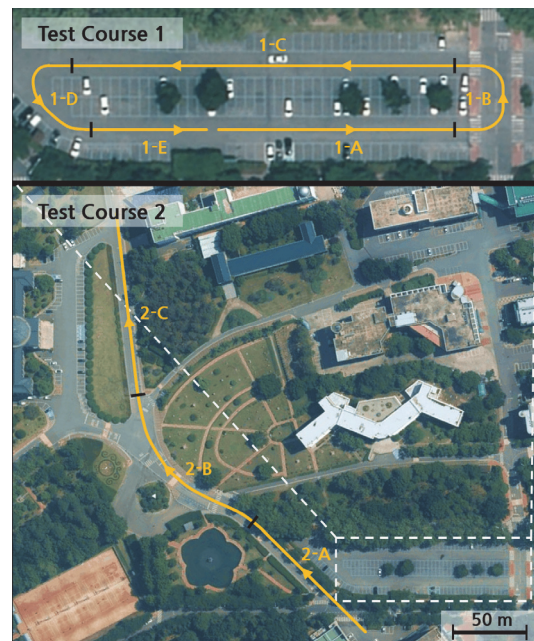 Test Course 1
1-C
1-D
1-B
1-E
1-A
Test Course 2
2-C
2-B
2-A
50 m